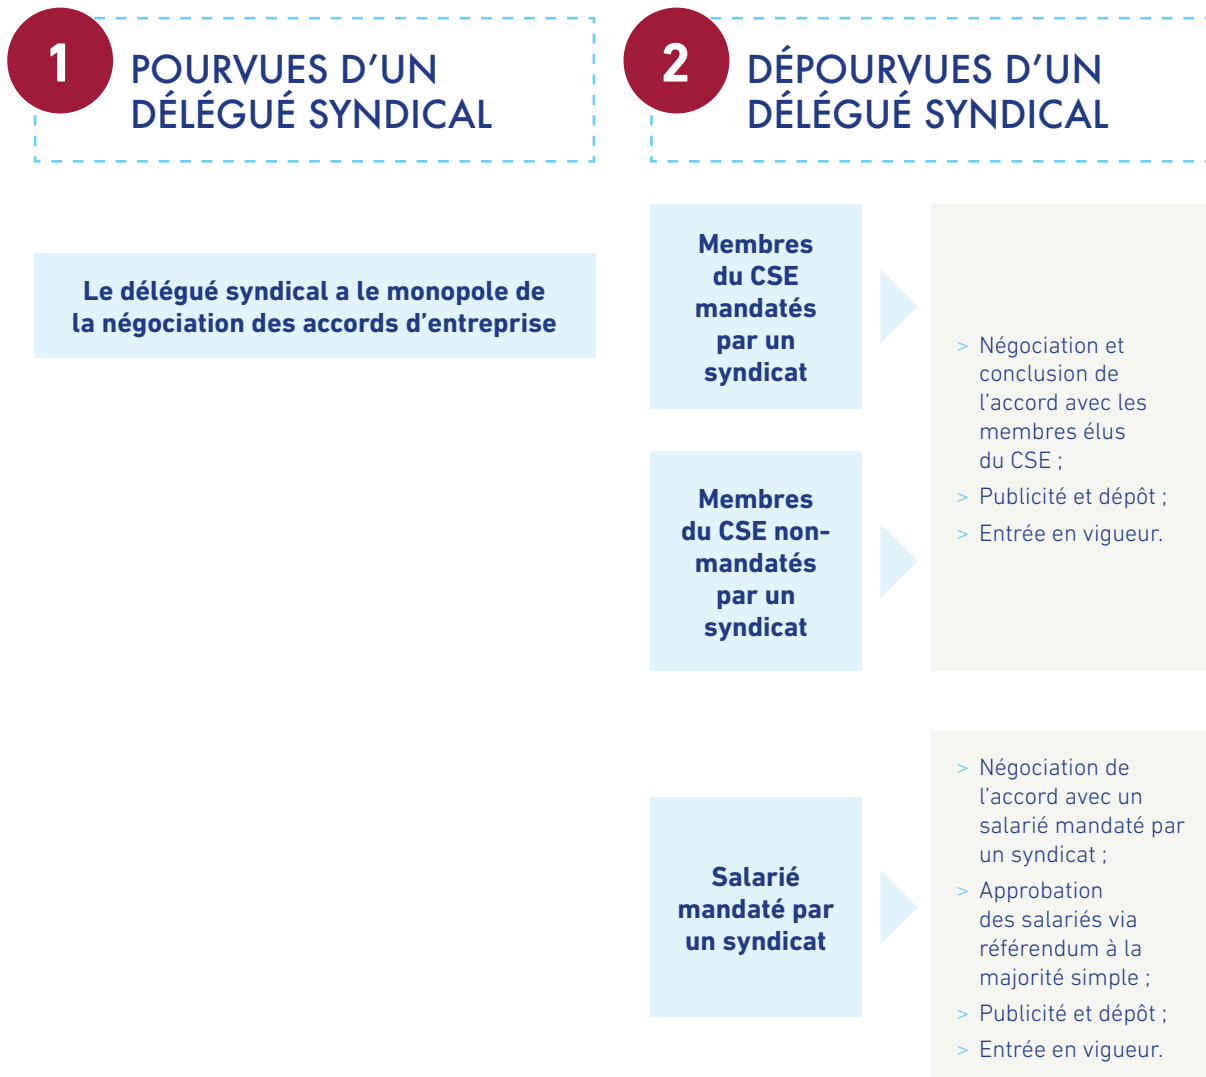 1
POURVUES D’UN
DÉLÉGUÉ SYNDICAL
Le délégué syndical a le monopole de
la négociation des accords d’entreprise
2
DÉPOURVUES D’UN
DÉLÉGUÉ SYNDICAL
Membres
du CSE
mandatés
par un
syndicat
Membres
du CSE non-
mandatés
par un
syndicat
> Négociation et
conclusion de
l’accord avec les
membres élus
du CSE ;
> Publicité et dépôt ;
> Entrée en vigueur.
Salarié
mandaté par
un syndicat
> Négociation de
l’accord avec un
salarié mandaté par
un syndicat ;
> Approbation
des salariés via
référendum à la
majorité simple ;
> Publicité et dépôt ;
> Entrée en vigueur.